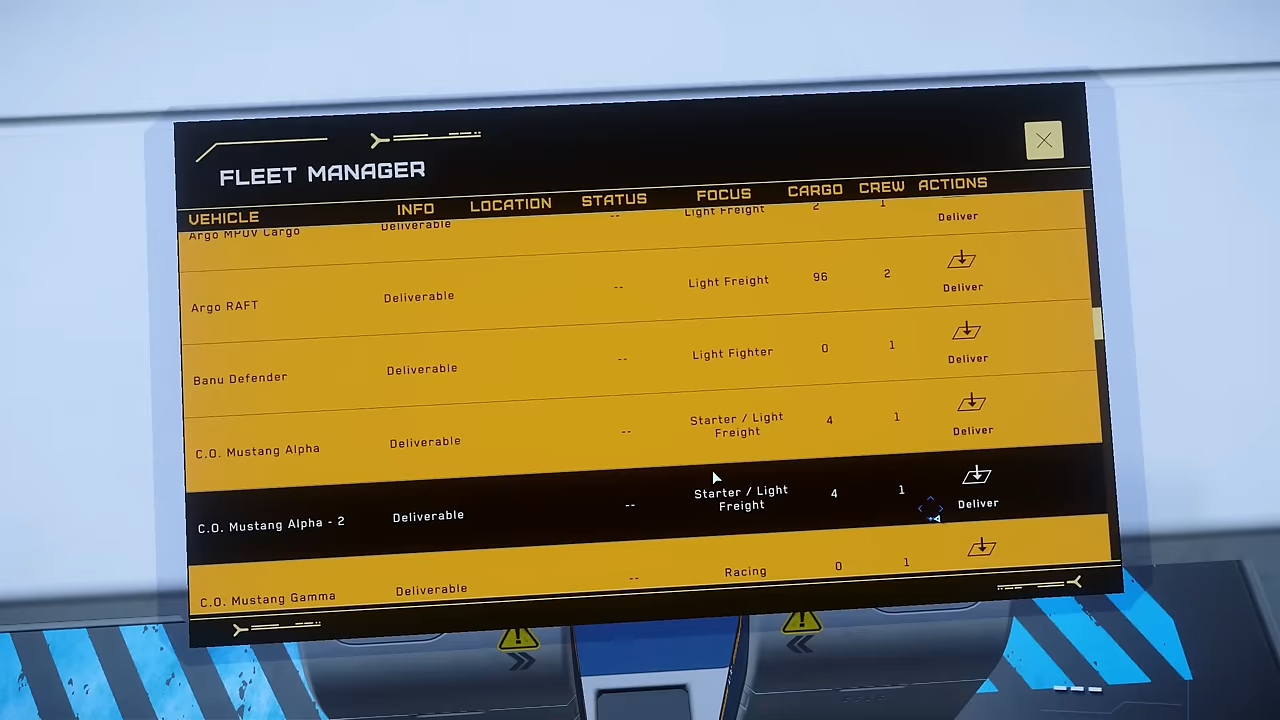 FLEET MANAGER
VEHICLE INFO LOCATION STATUS FOCUS CARGO CREW ACTIONS
Argo MPUV Cargo Deliverable -- Light Freight 2 1 Deliver
Argo RAFT Deliverable -- Light Freight 96 2 Deliver
Banu Defender Deliverable -- Light Fighter 0 1 Deliver
C.O. Mustang Alpha Deliverable -- Starter / Light Freight 4 1 Deliver
C.O. Mustang Alpha - 2 Deliverable -- Starter / Light Freight 4 1 Deliver
C.O. Mustang Gamma Deliverable -- Racing 0 1